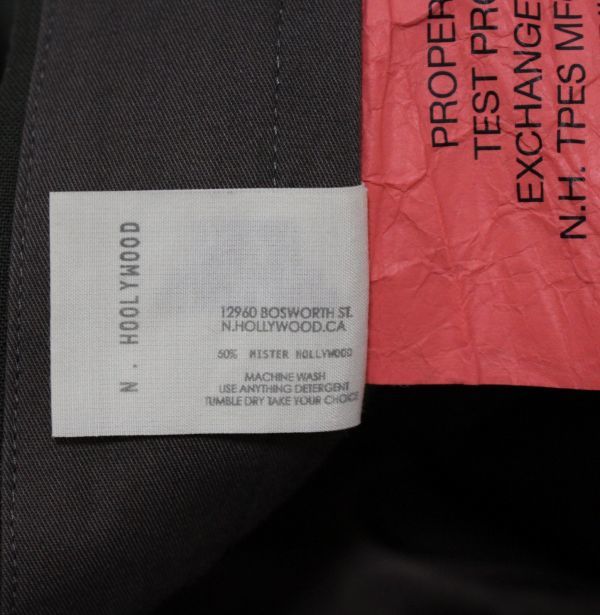 N. HOOLYWOOD
12960 BOSWORTH ST.
N.HOLLYWOOD.CA
50% MISTER HOLLYWOOD
MACHINE WASH
USE ANYTHING DETERGENT
TUMBLE DRY TAKE YOUR CHOICE
PROPER
TEST PRO
EXCHANGE
N.H. TPES MFG